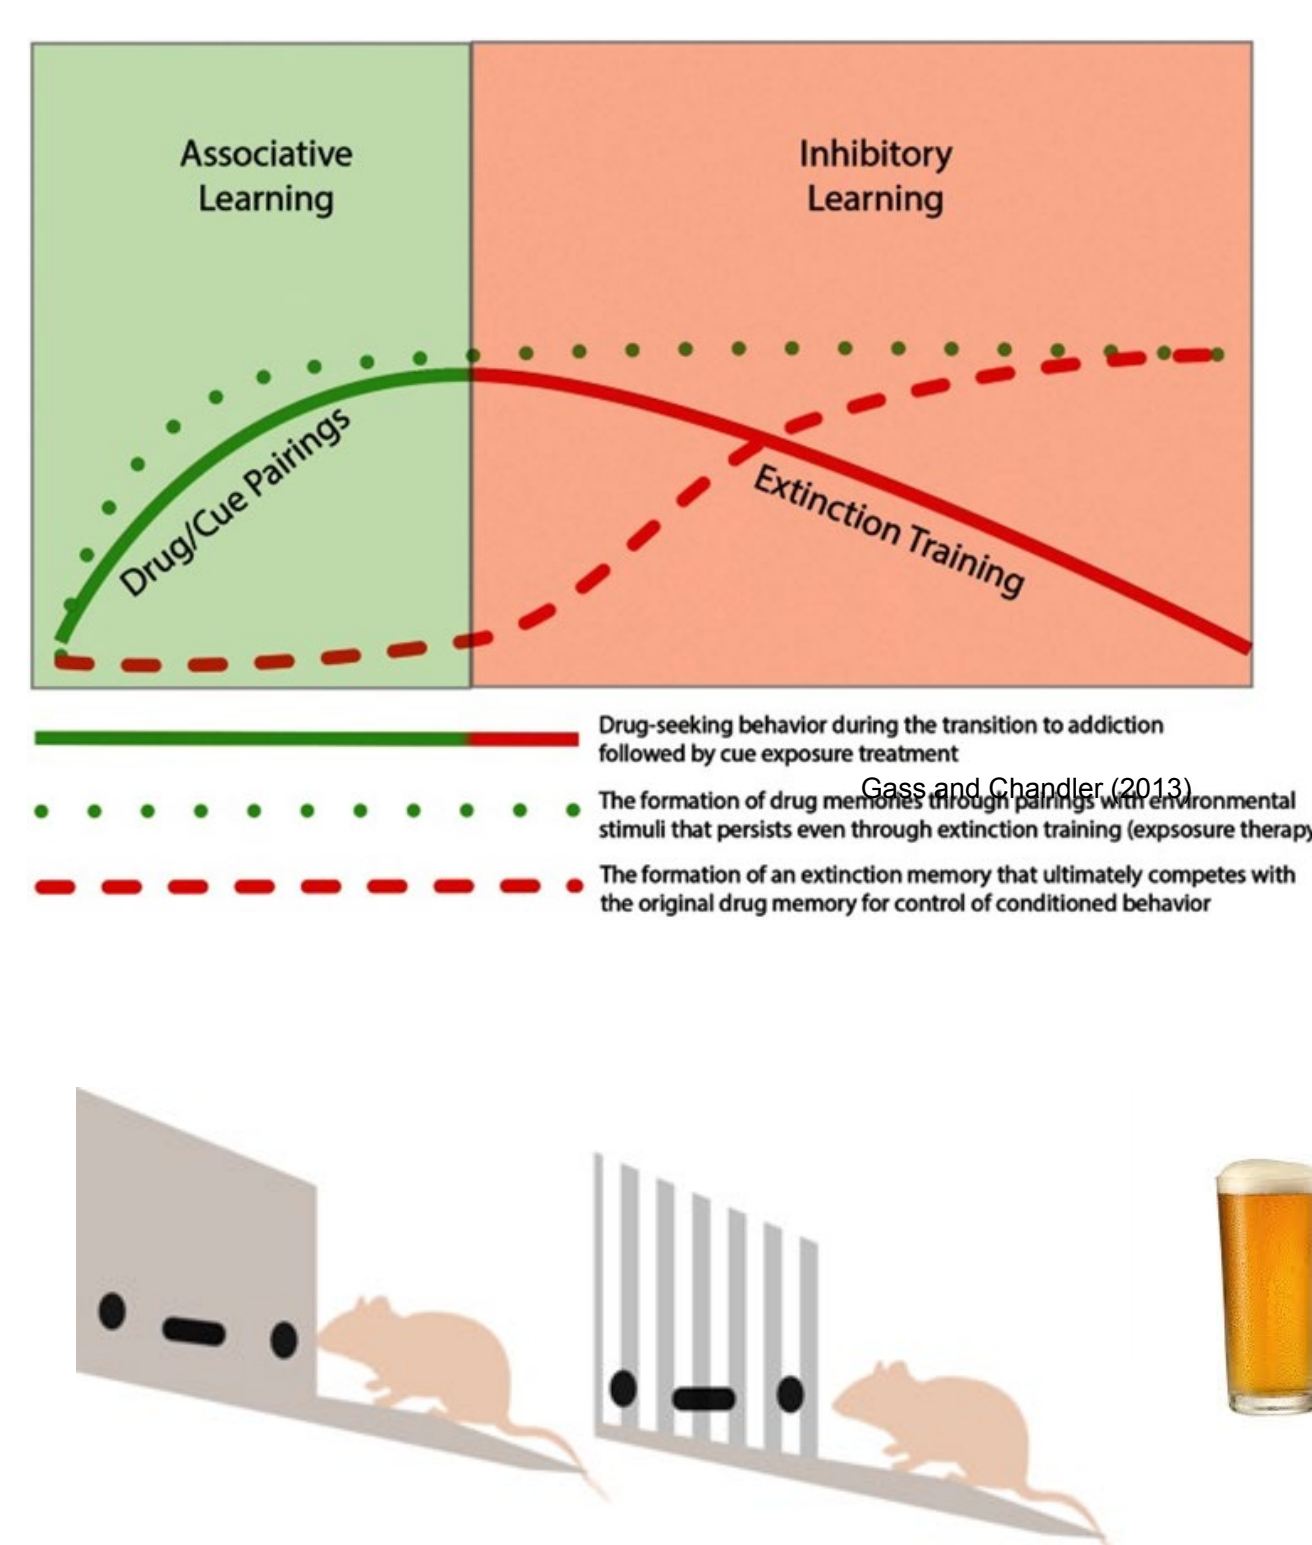 Associative
Learning
Inhibitory
Learning
Drug/Cue Pairings
Extinction Training
Drug-seeking behavior during the transition to addiction
followed by cue exposure treatment
Gass and Chandler (2013)
The formation of drug memories through pairings with environmental
stimuli that persists even through extinction training (expsosure therapy
The formation of an extinction memory that ultimately competes with
the original drug memory for control of conditioned behavior